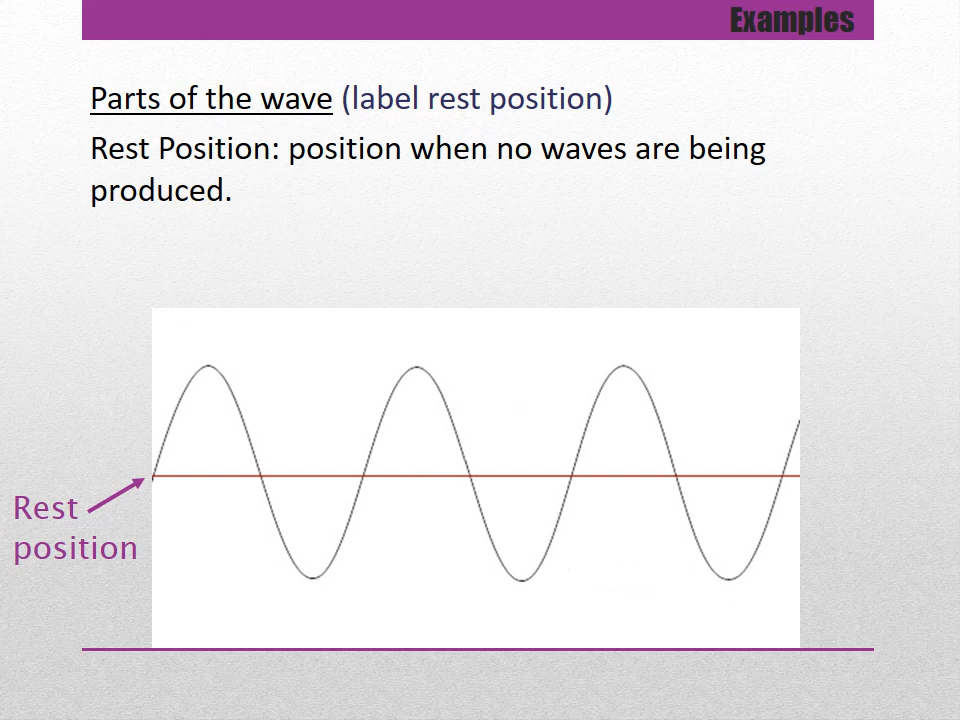 Examples
Parts of the wave (label rest position)
Rest Position: position when no waves are being
produced.
Rest
position